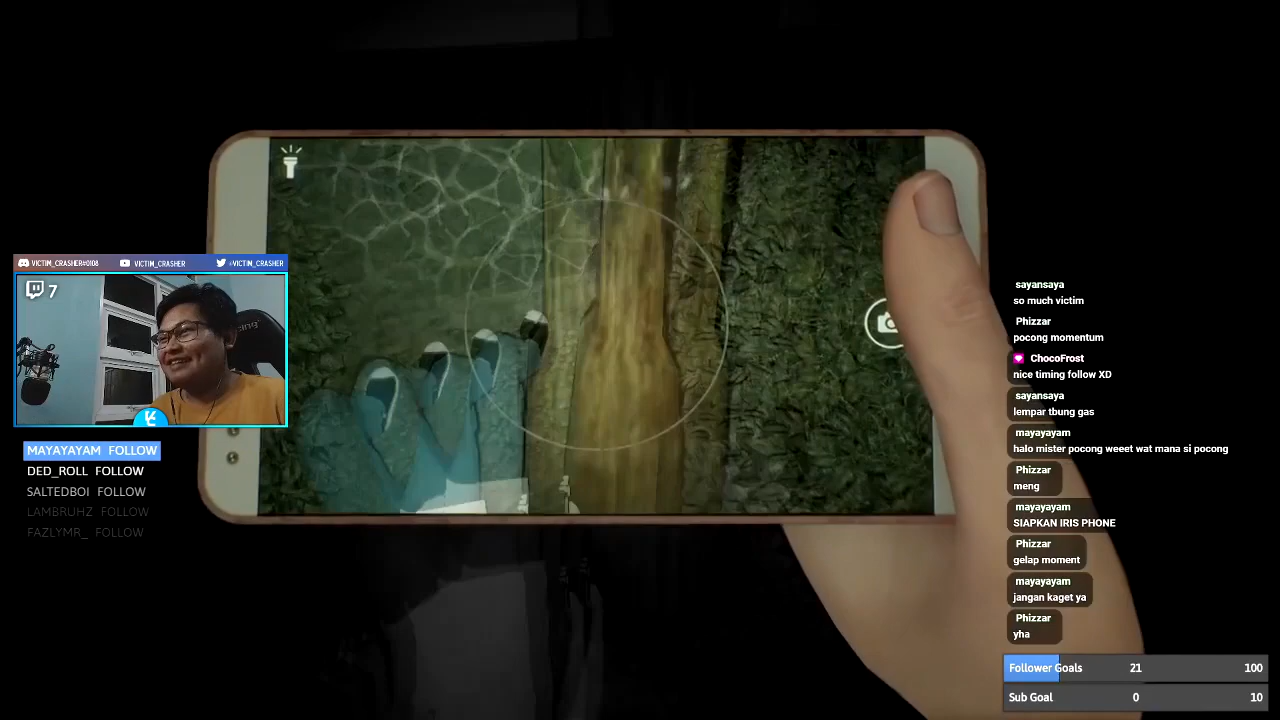 VICTIM_CRASHER#0108 VICTIM_CRASHER @VICTIM_CRASHER
7
MAYAYAYAM FOLLOW
DED_ROLL FOLLOW
SALTEDBOI FOLLOW
LAMBRUHZ FOLLOW
FAZLYMR_ FOLLOW
sayansaya
so much victim
Phizzar
pocong momentum
ChocoFrost
nice timing follow XD
sayansaya
lempar tbung gas
mayayayam
halo mister pocong weeet wat mana si pocong
Phizzar
meng
mayayayam
SIAPKAN IRIS PHONE
Phizzar
gelap moment
mayayayam
jangan kaget ya
Phizzar
yha
Follower Goals 21 100
Sub Goal 0 10